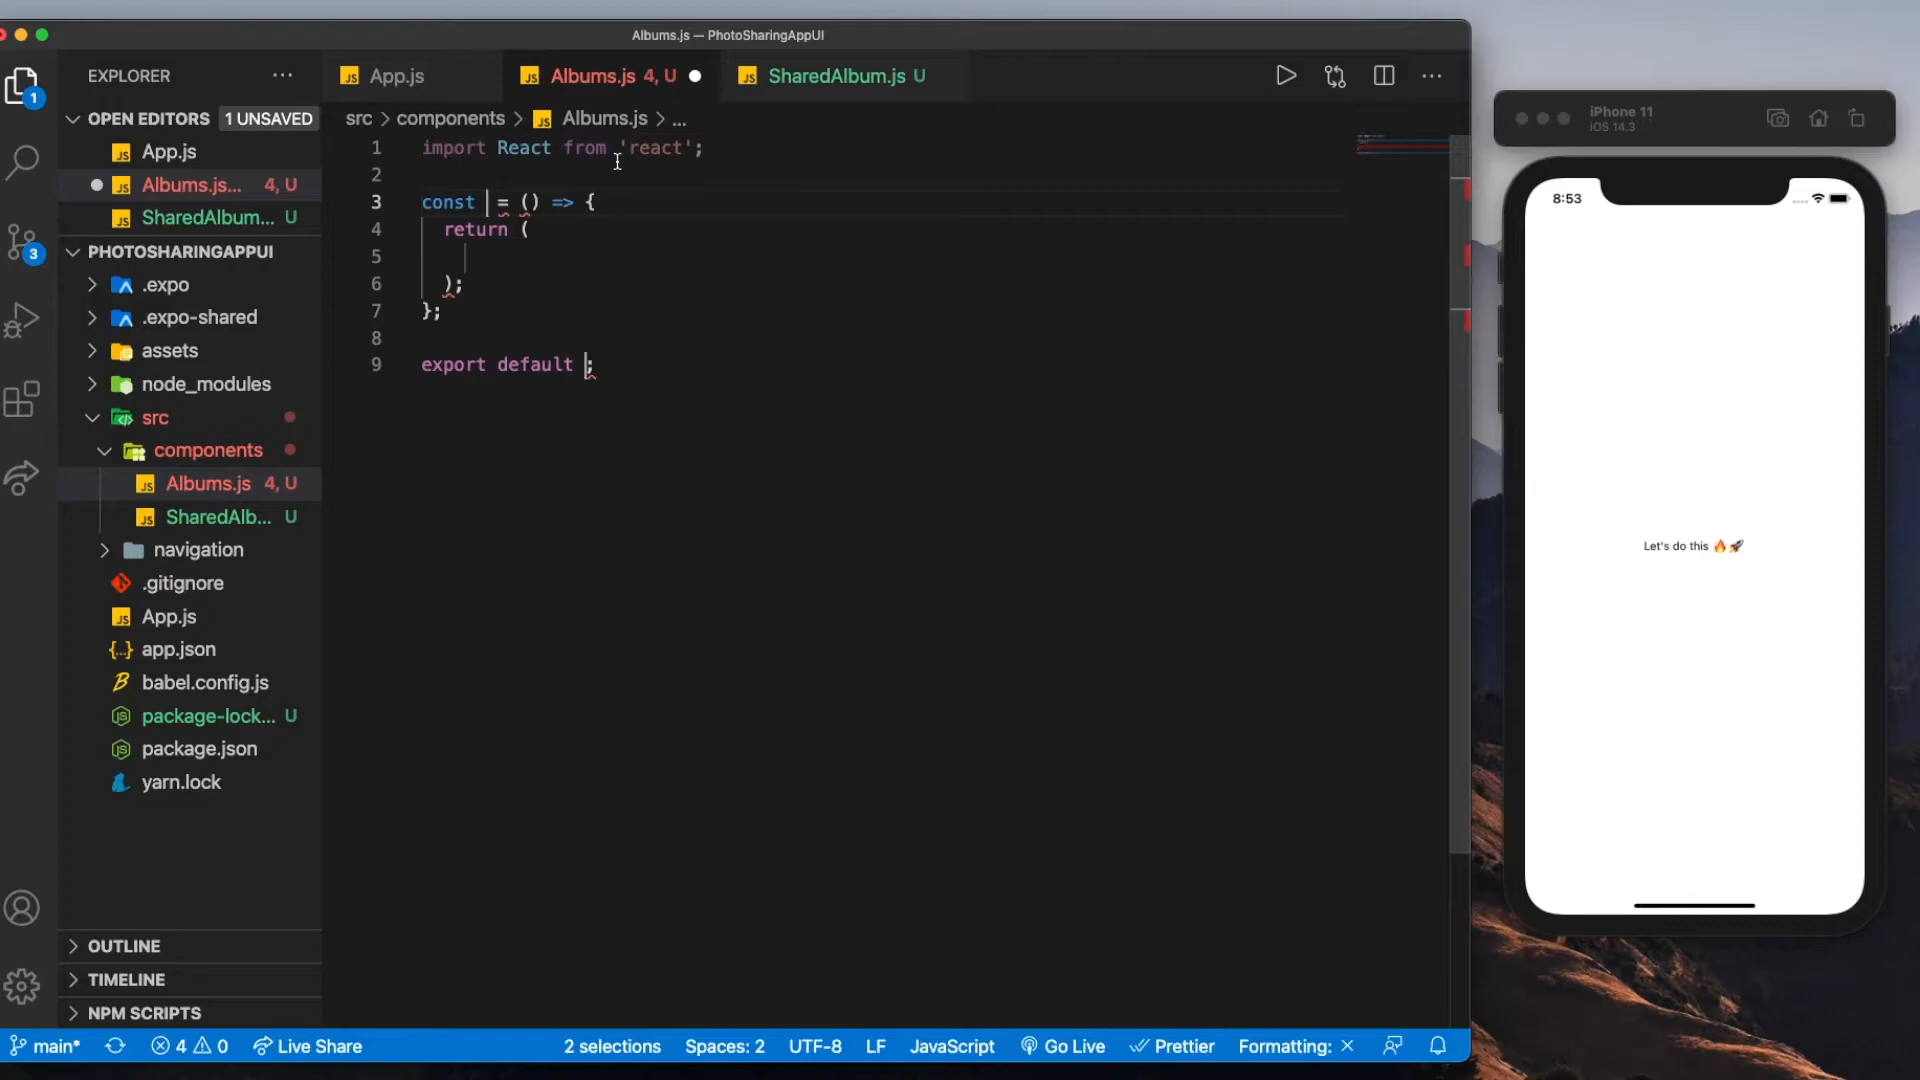 Albums.js — PhotoSharingAppUI
EXPLORER
App.js
Albums.js 4, U
SharedAlbum.js U
OPEN EDITORS 1 UNSAVED
App.js
Albums.js... 4, U
SharedAlbum... U
PHOTOSHARINGAPPUI
.expo
.expo-shared
assets
node_modules
src
components
Albums.js 4, U
SharedAlb... U
navigation
.gitignore
App.js
app.json
babel.config.js
package-lock... U
package.json
yarn.lock
OUTLINE
TIMELINE
NPM SCRIPTS
1
3
src > components > Albums.js > ...
1 import React from 'react';
2
3 const = () => {
4 return (
5
6 );
7 };
8
9 export default ;
main* 4 0 Live Share 2 selections Spaces: 2 UTF-8 LF JavaScript Go Live Prettier Formatting: ×
iPhone 11
iOS 14.3
8:53
Let's do this 🔥🚀